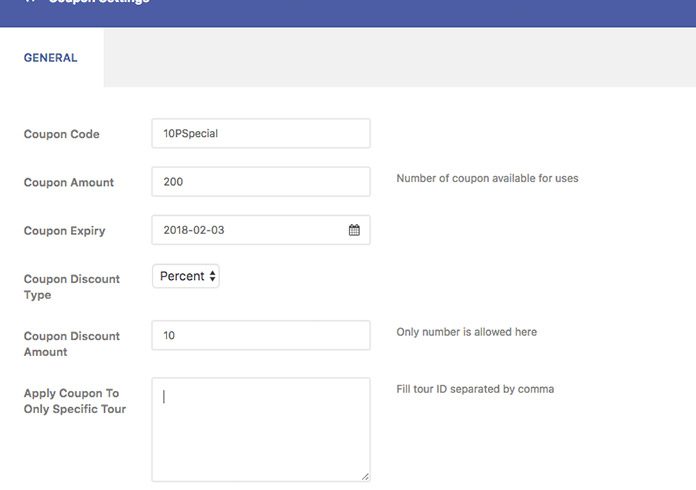 Coupon Settings
GENERAL
Coupon Code
10PSpecial
Coupon Amount
200
Number of coupon available for uses
Coupon Expiry
2018-02-03
Coupon Discount
Type
Percent
Coupon Discount
Amount
10
Only number is allowed here
Apply Coupon To
Only Specific Tour
Fill tour ID separated by comma